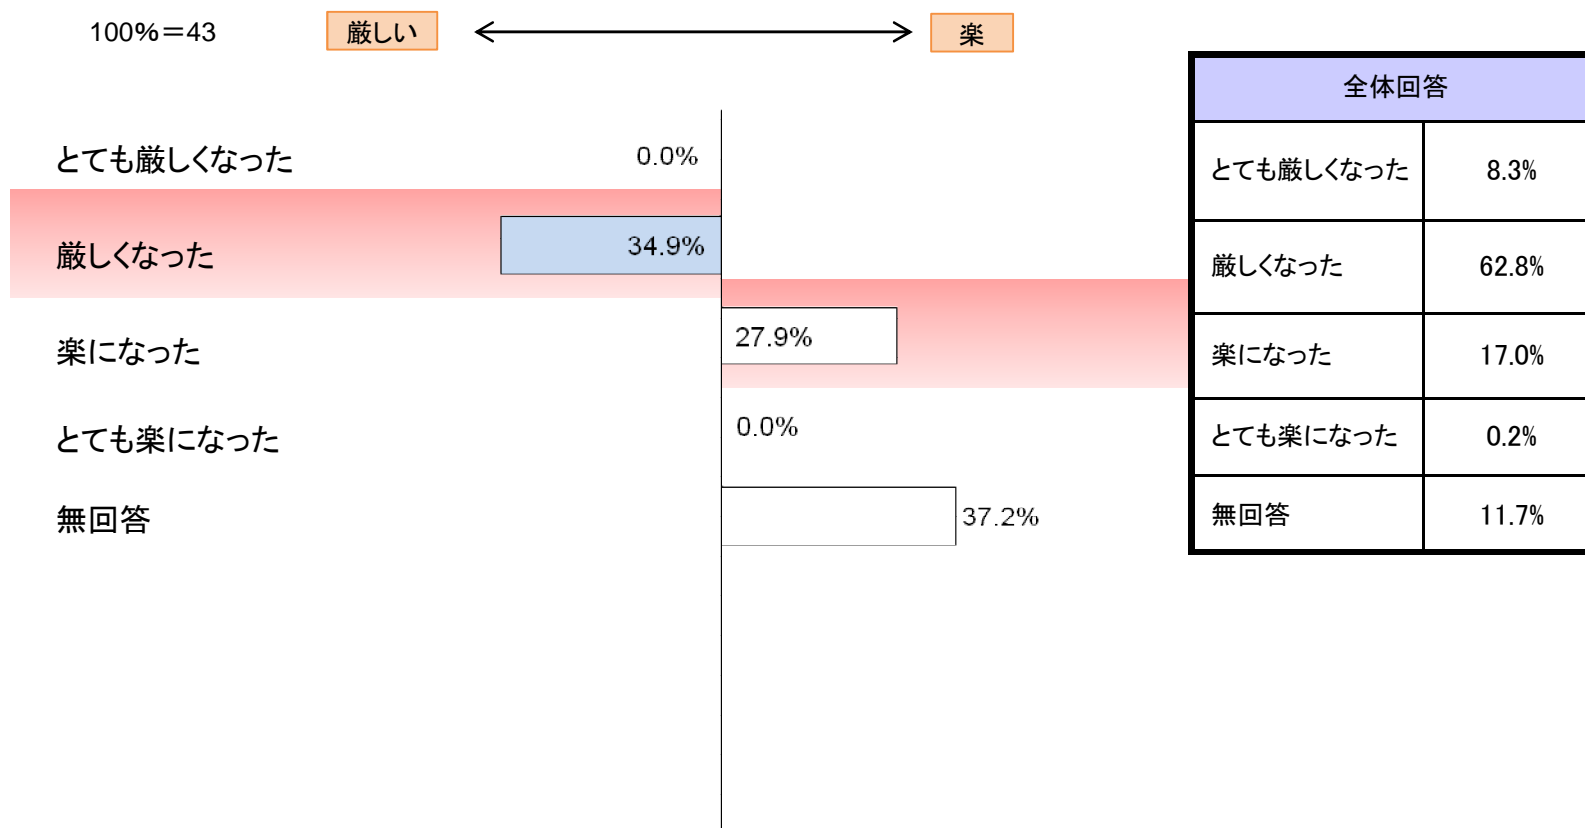 100%＝43 厳しい 楽
とても厳しくなった 0.0%
厳しくなった 34.9%
楽になった 27.9%
とても楽になった 0.0%
無回答 37.2%
全体回答
とても厳しくなった 8.3%
厳しくなった 62.8%
楽になった 17.0%
とても楽になった 0.2%
無回答 11.7%